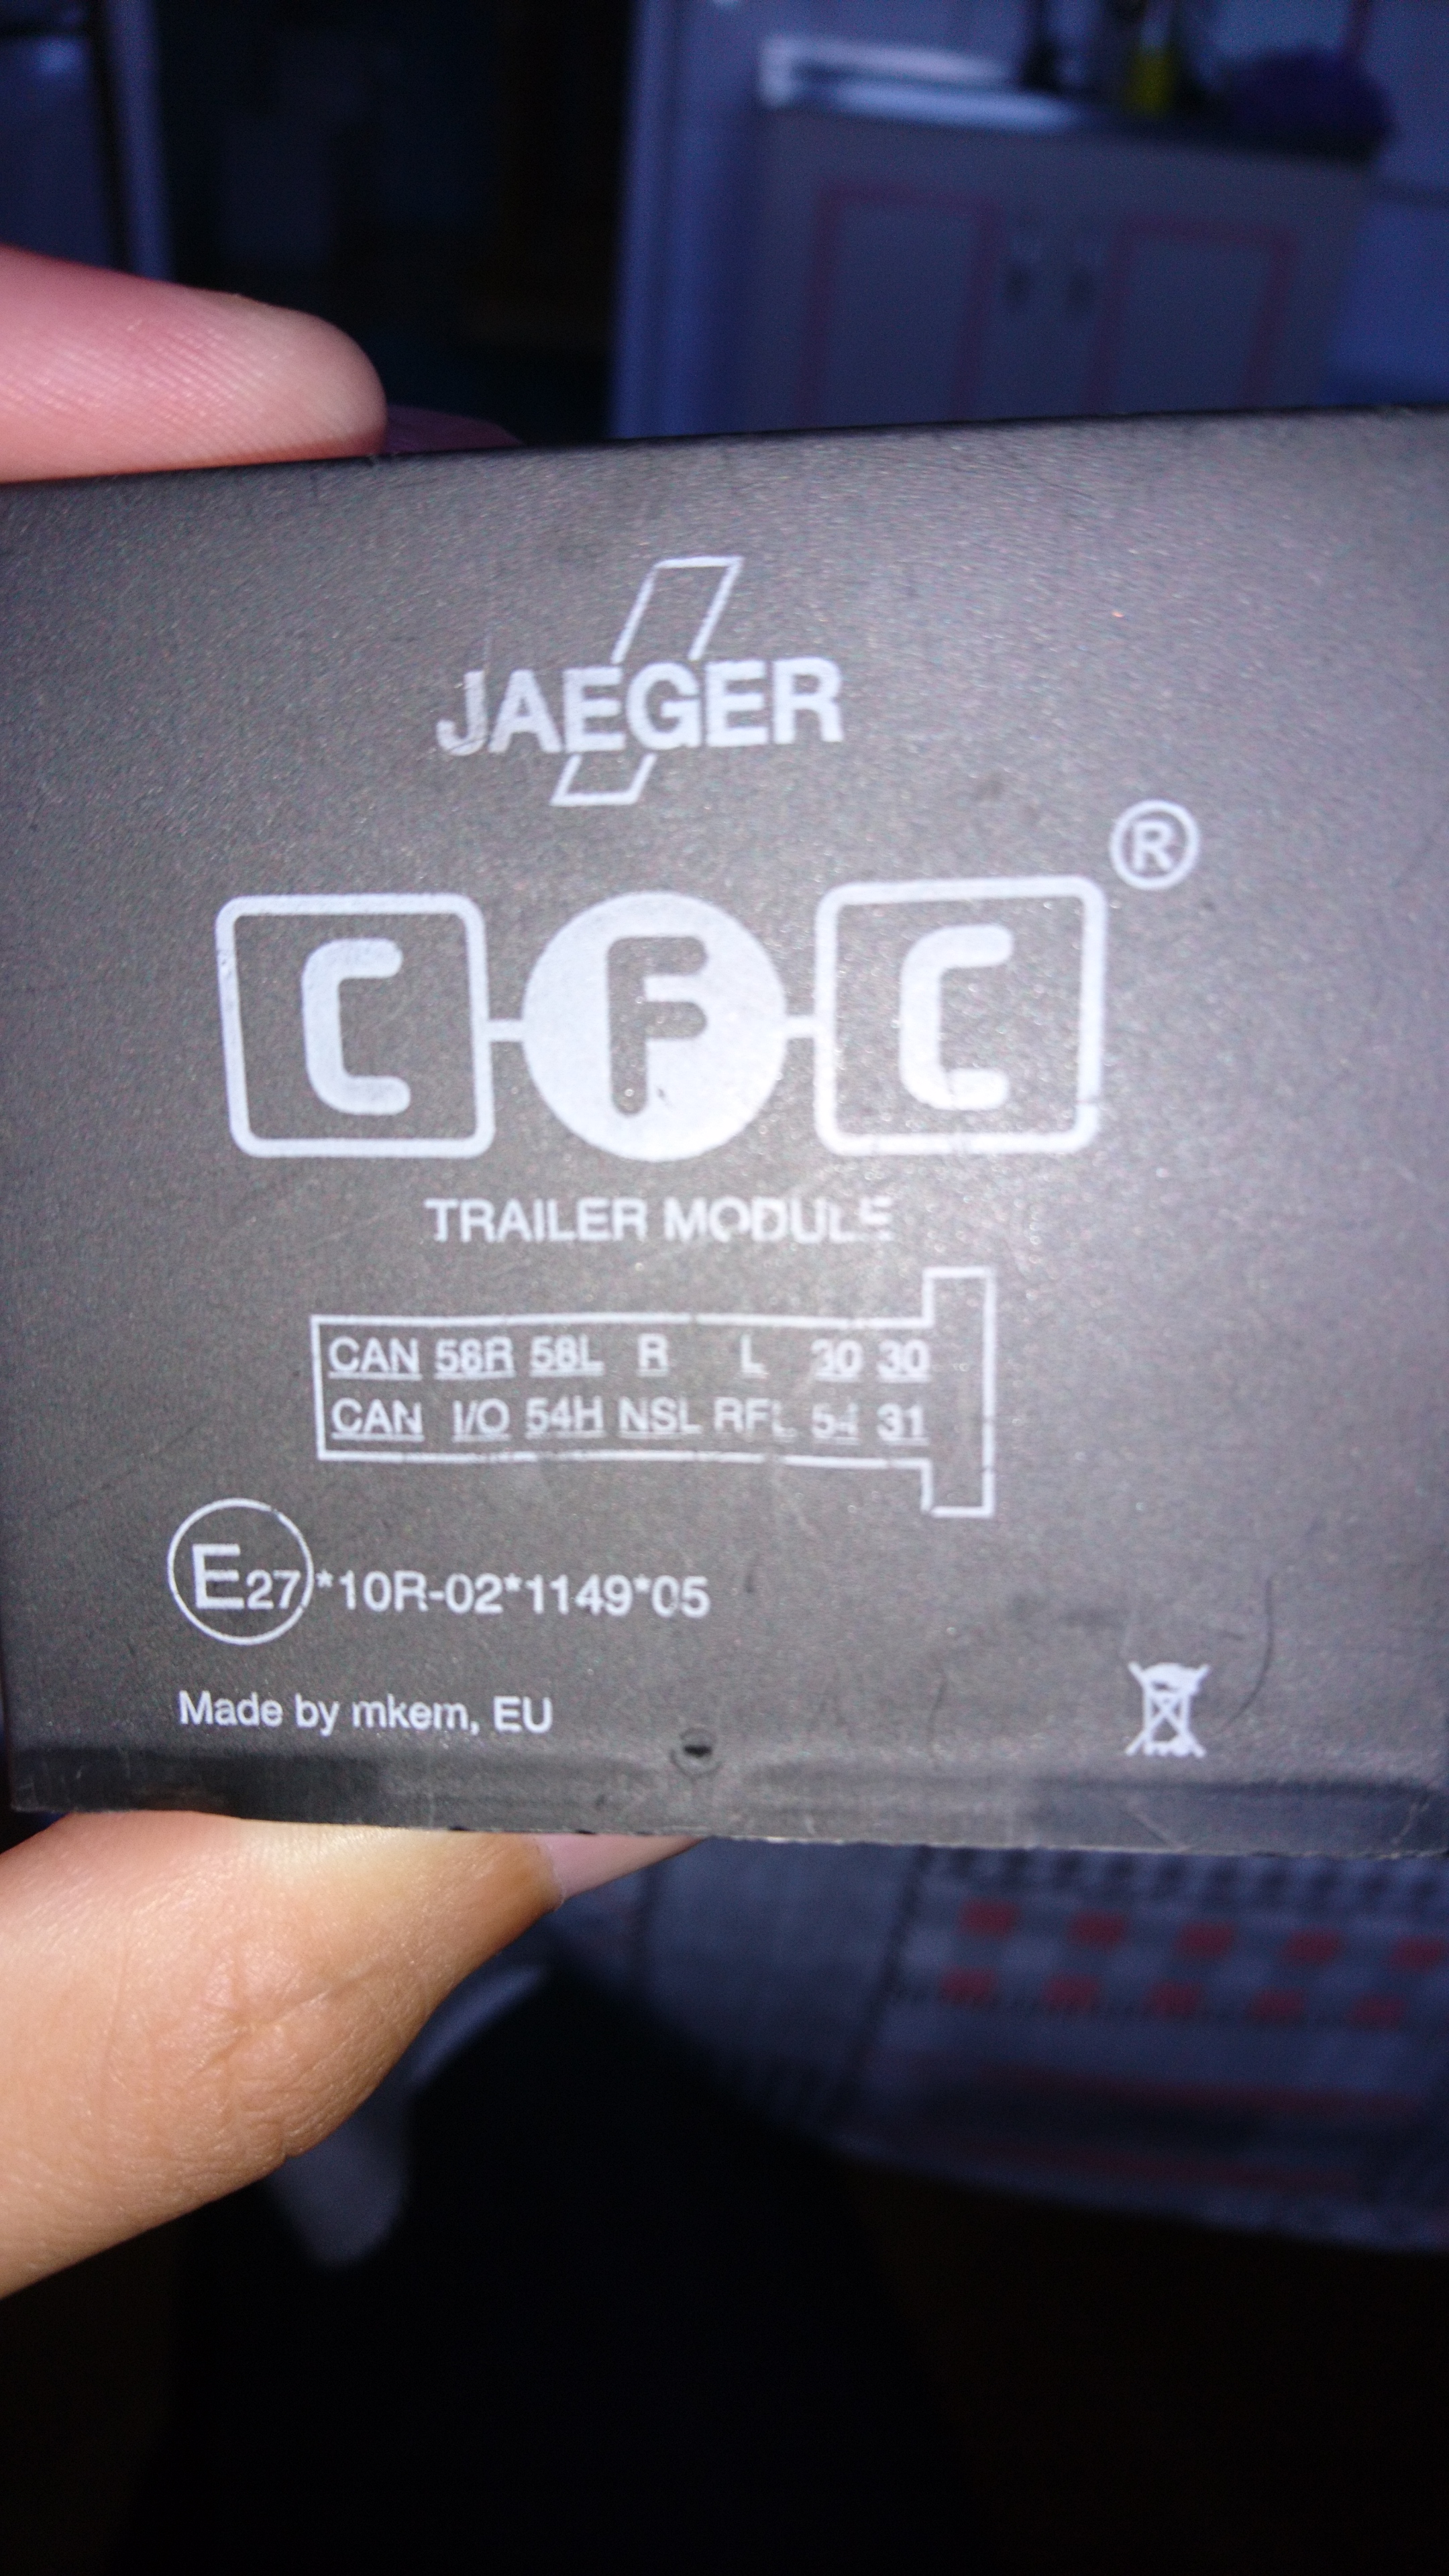 JAEGER
CFC®
TRAILER MODULE
CAN 58R 58L R L 30 30
CAN I/O 54H NSL RFL 54 31
E27*10R-02*1149*05
Made by mkem, EU